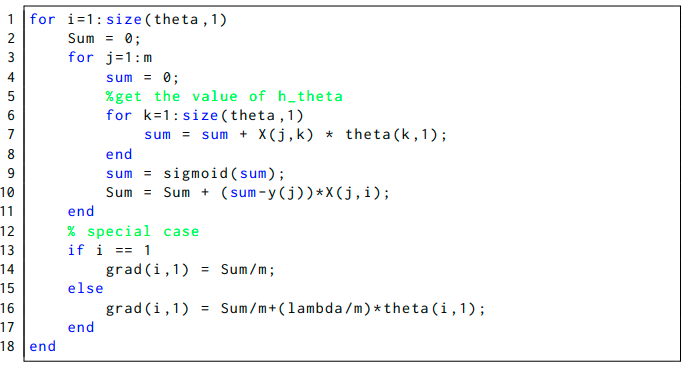 1 for i=1:size(theta,1)
2     Sum = 0;
3     for j=1:m
4         sum = 0;
5         %get the value of h_theta
6         for k=1:size(theta,1)
7             sum = sum + X(j,k) * theta(k,1);
8         end
9         sum = sigmoid(sum);
10         Sum = Sum + (sum-y(j))*X(j,i);
11     end
12     % special case
13     if i == 1
14         grad(i,1) = Sum/m;
15     else
16         grad(i,1) = Sum/m+(lambda/m)*theta(i,1);
17     end
18 end